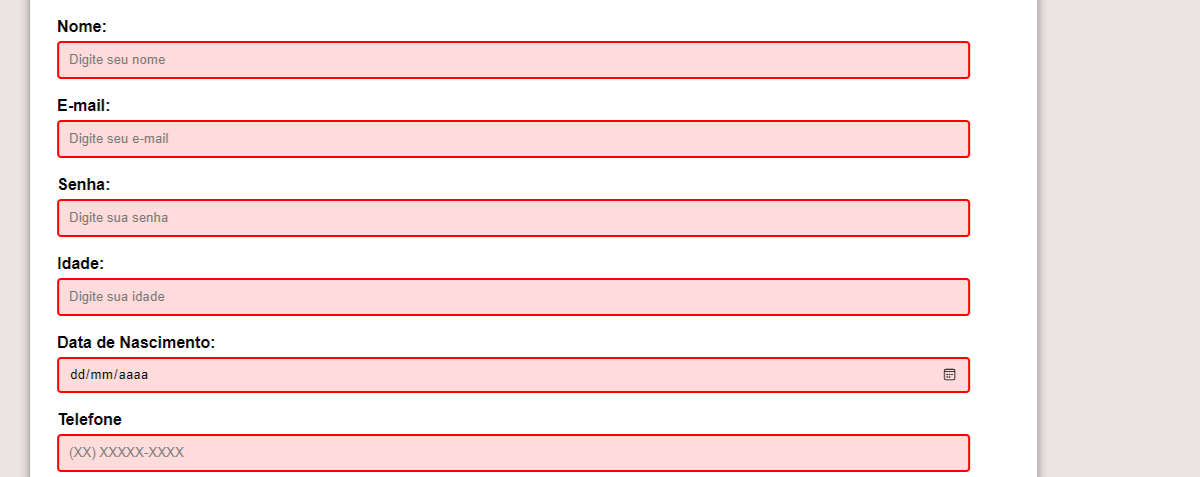 Nome:
Digite seu nome
E-mail:
Digite seu e-mail
Senha:
Digite sua senha
Idade:
Digite sua idade
Data de Nascimento:
dd/mm/aaaa
Telefone
(XX) XXXXX-XXXX